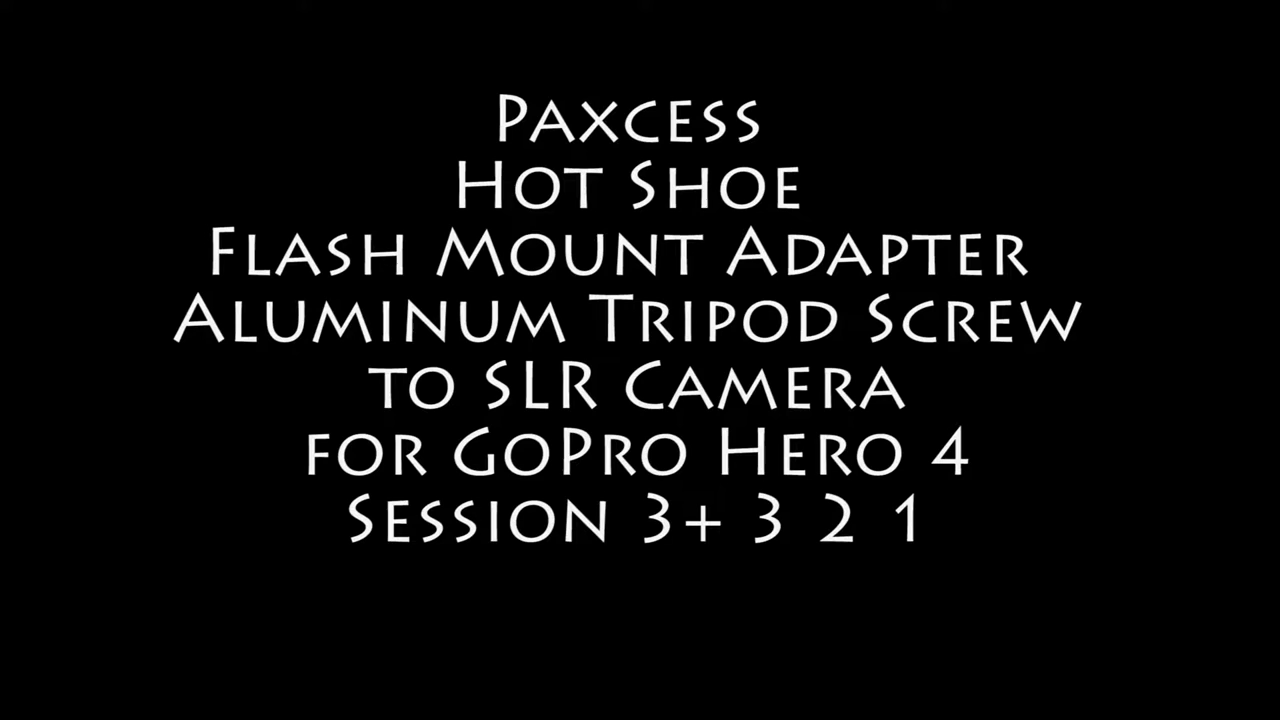 Paxcess
Hot Shoe
Flash Mount Adapter
Aluminum Tripod Screw
to SLR Camera
for GoPro Hero 4
Session 3+ 3 2 1